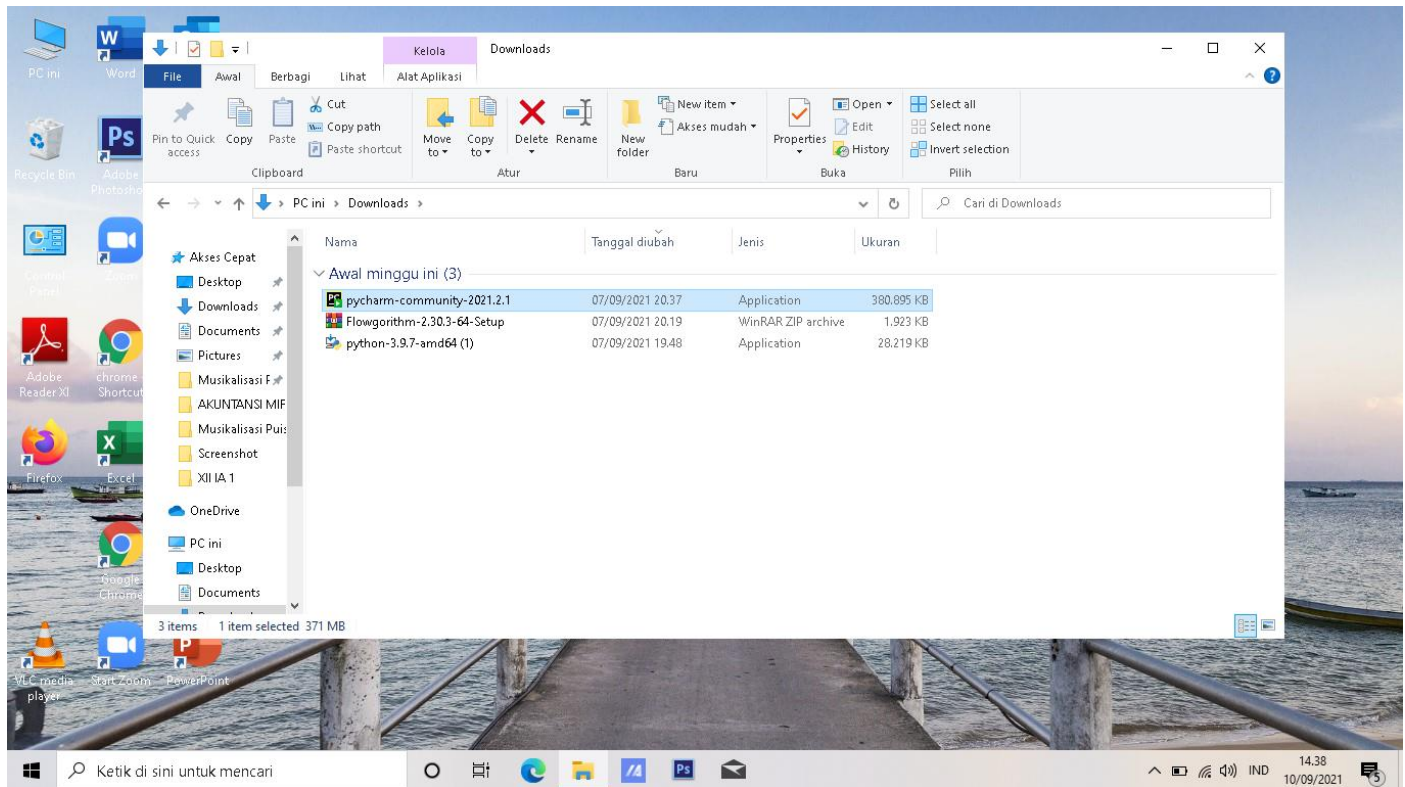 PC ini
Word
Recycle Bin
Adobe
Photosho
Control
Panel
Zoom
Adobe
Reader XI
chrome -
Shortcut
Firefox
Excel
Google
Chrome
VLC media
player
Start Zoom
PowerPoint
Kelola
Downloads
File
Awal
Berbagi
Lihat
Alat Aplikasi
Pin to Quick
access
Copy
Paste
Cut
Copy path
Paste shortcut
Clipboard
Move
to
Copy
to
Delete
Rename
Atur
New
folder
New item
Akses mudah
Baru
Properties
Open
Edit
History
Buka
Select all
Select none
Invert selection
Pilih
PC ini > Downloads >
Cari di Downloads
Akses Cepat
Desktop
Downloads
Documents
Pictures
Musikalisasi F
AKUNTANSI MIF
Musikalisasi Puis
Screenshot
XII IA 1
OneDrive
PC ini
Desktop
Documents
Nama Tanggal diubah Jenis Ukuran
Awal minggu ini (3)
pycharm-community-2021.2.1 07/09/2021 20.37 Application 380.895 KB
Flowgorithm-2.30.3-64-Setup 07/09/2021 20.19 WinRAR ZIP archive 1.923 KB
python-3.9.7-amd64 (1) 07/09/2021 19.48 Application 28.219 KB
3 items 1 item selected 371 MB
Ketik di sini untuk mencari
IND
14.38
10/09/2021
5